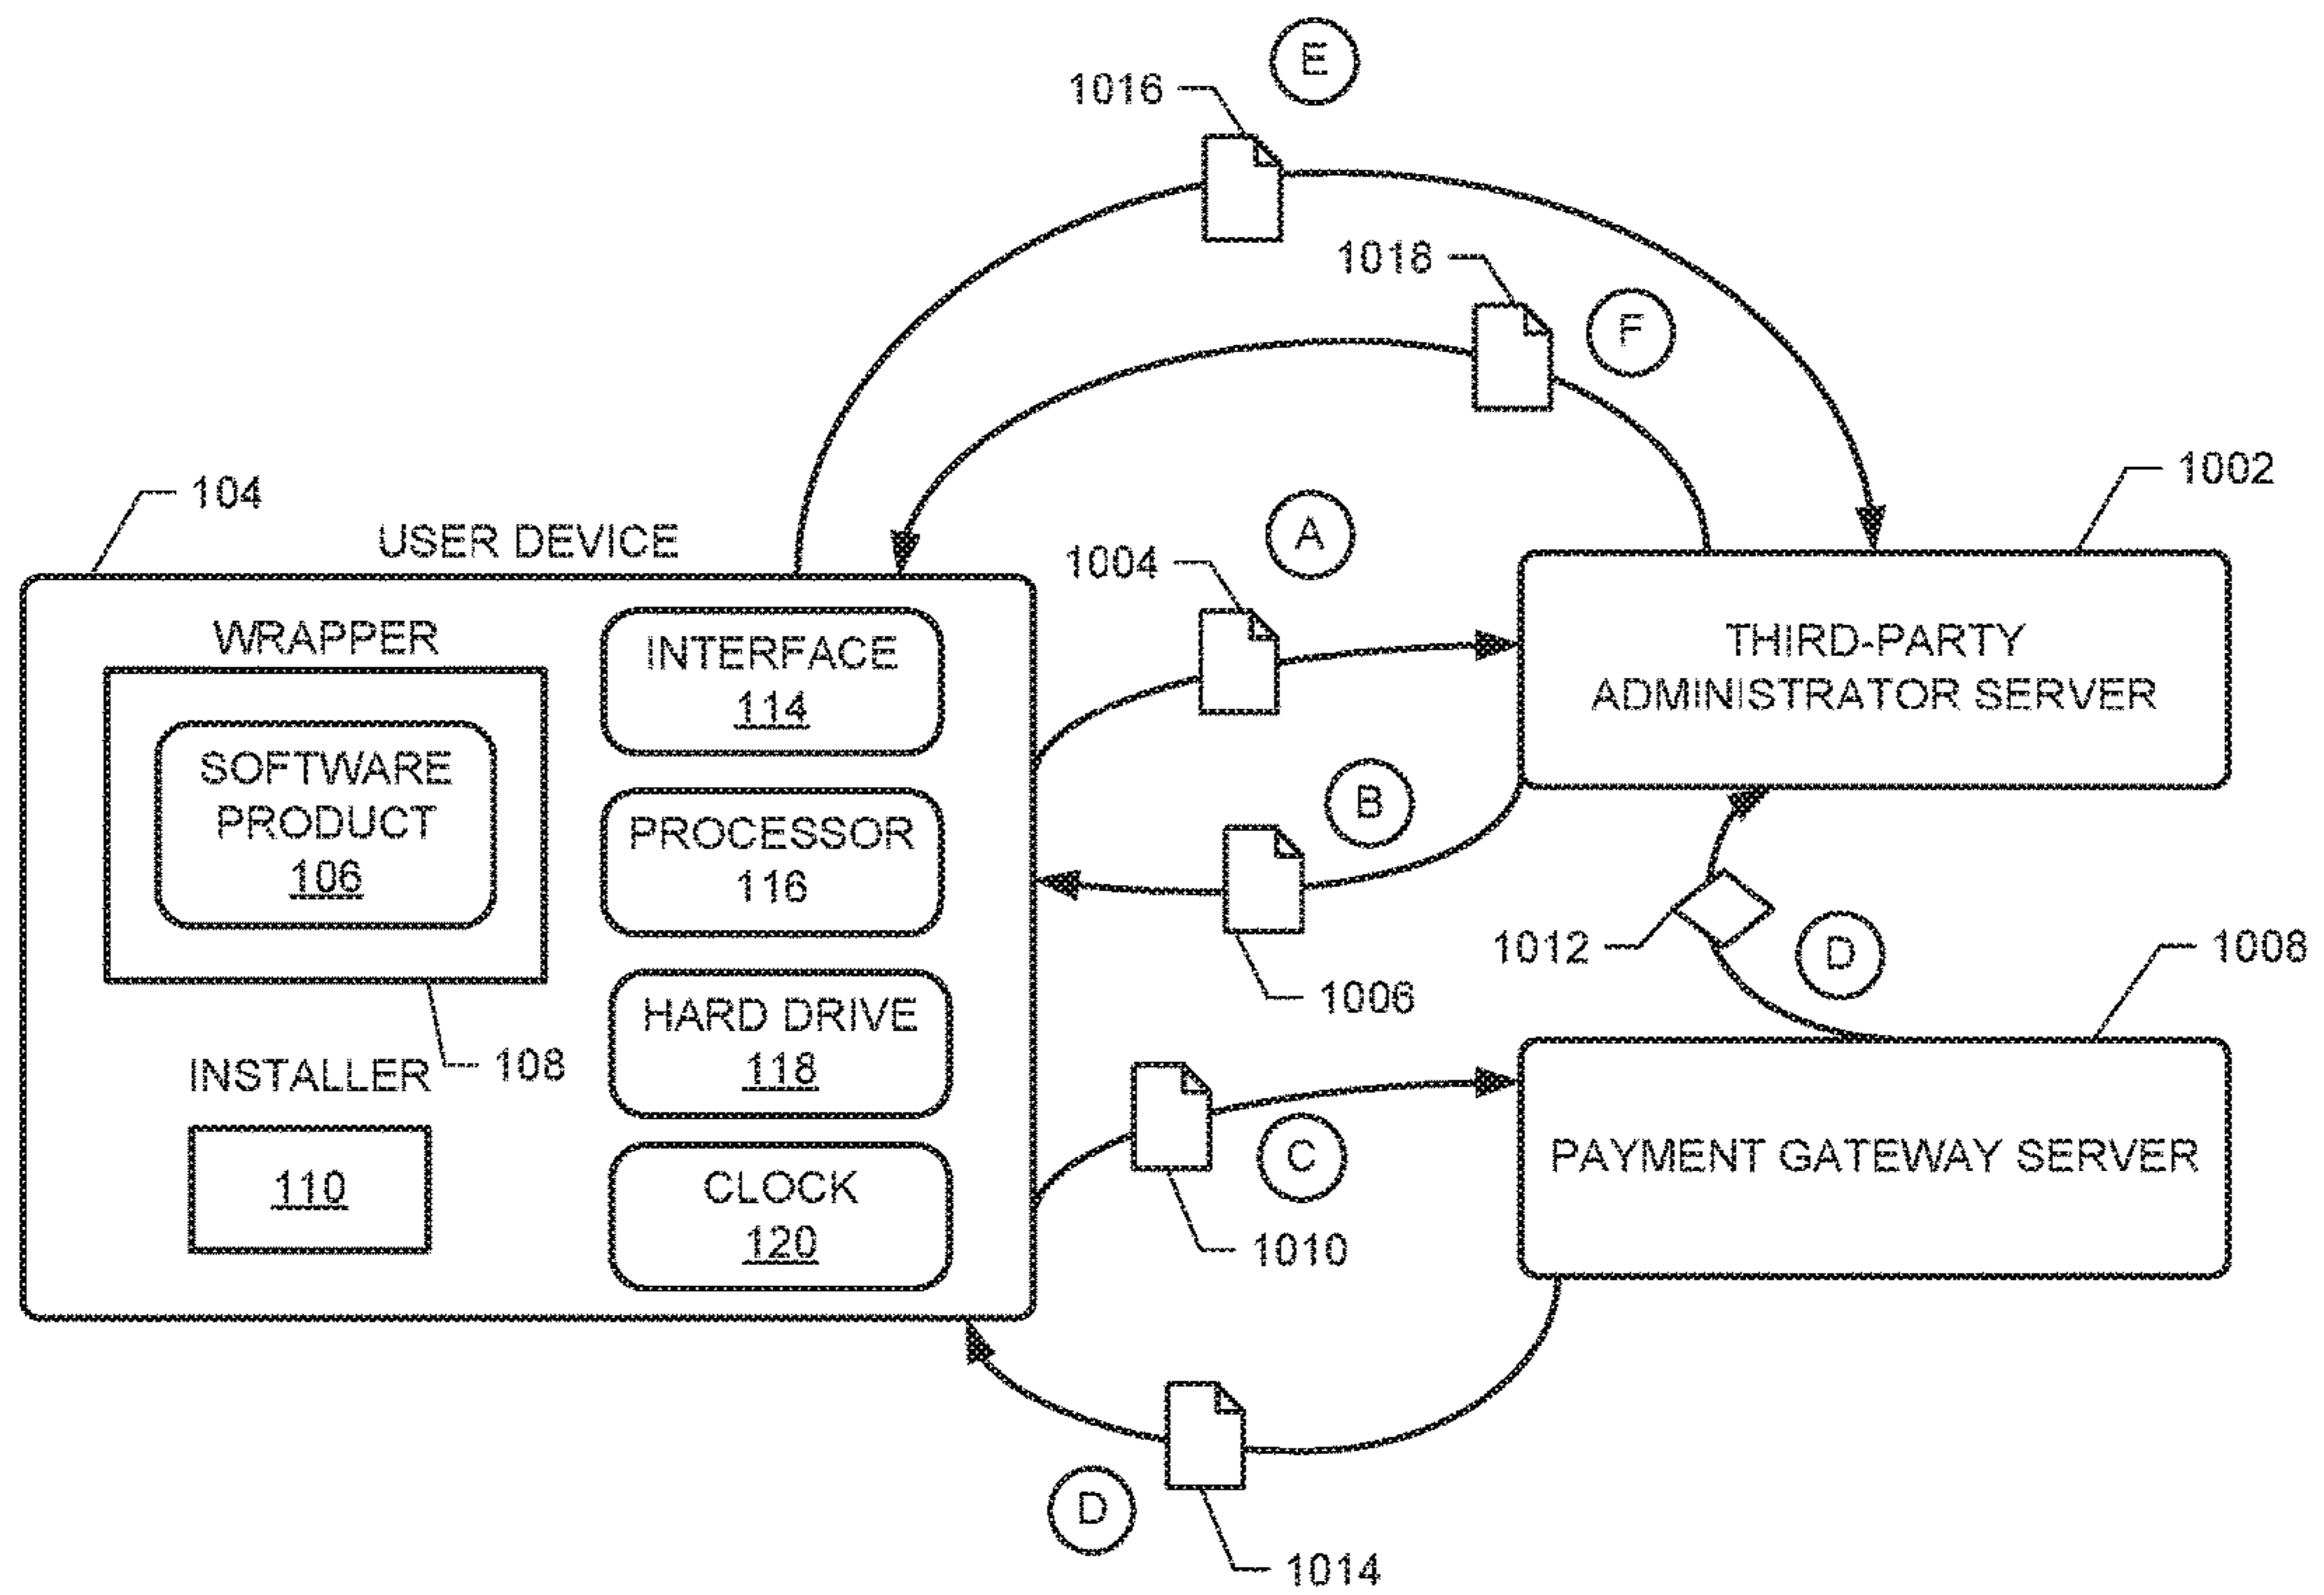 E
1016
1018
F
104
USER DEVICE
A
1004
1002
WRAPPER
INTERFACE
114
THIRD-PARTY
ADMINISTRATOR SERVER
SOFTWARE
PRODUCT
106
PROCESSOR
116
B
1006
1012
D
1008
HARD DRIVE
118
108
INSTALLER
110
CLOCK
120
C
1010
PAYMENT GATEWAY SERVER
D
1014